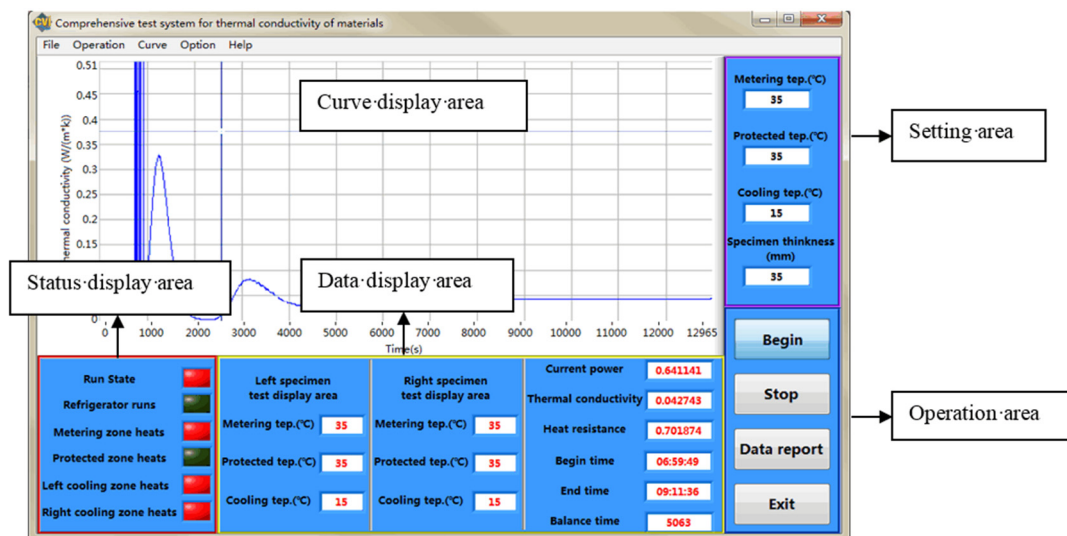 CVI Comprehensive test system for thermal conductivity of materials
File Operation Curve Option Help
0.51
0.45
0.4
0.35
0.3
0.25
0.2
0.15
0
hermal conductivity (W/(m*k))
0 1000 2000 3000 4000 5000 6000 7000 8000 9000 10000 11000 12000 12965
Time(s)
Curve·display area
Status·display area
Data·display area
Setting·area
Operation·area
Metering tep.(℃)
35
Protected tep.(℃)
35
Cooling tep.(℃)
15
Specimen thinkness
(mm)
35
Begin
Stop
Data report
Exit
Run State
Refrigerator runs
Metering zone heats
Protected zone heats
Left cooling zone heats
Right cooling zone heats
Left specimen
test display area
Metering tep.(℃) 35
Protected tep.(℃) 35
Cooling tep.(℃) 15
Right specimen
test display area
Metering tep.(℃) 35
Protected tep.(℃) 35
Cooling tep.(℃) 15
Current power 0.641141
Thermal conductivity 0.042743
Heat resistance 0.701874
Begin time 06:59:49
End time 09:11:36
Balance time 5063